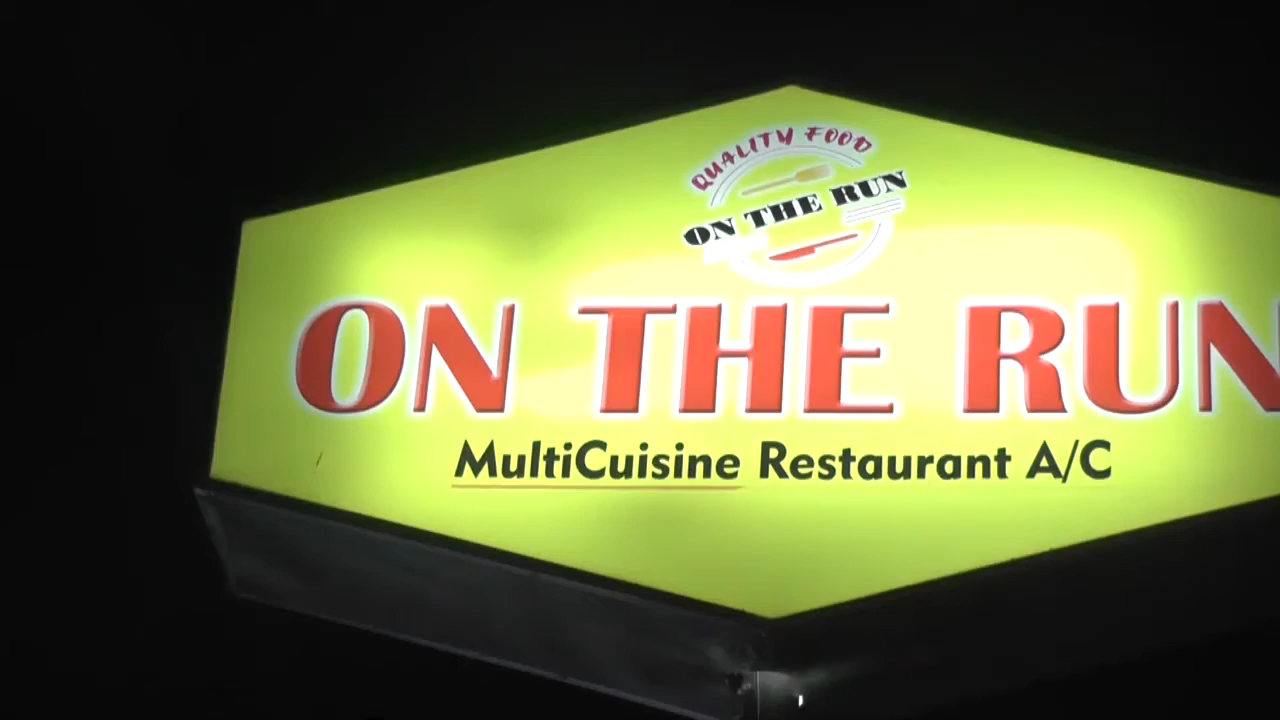 QUALITY FOOD
ON THE RUN
ON THE RUN
MultiCuisine Restaurant A/C